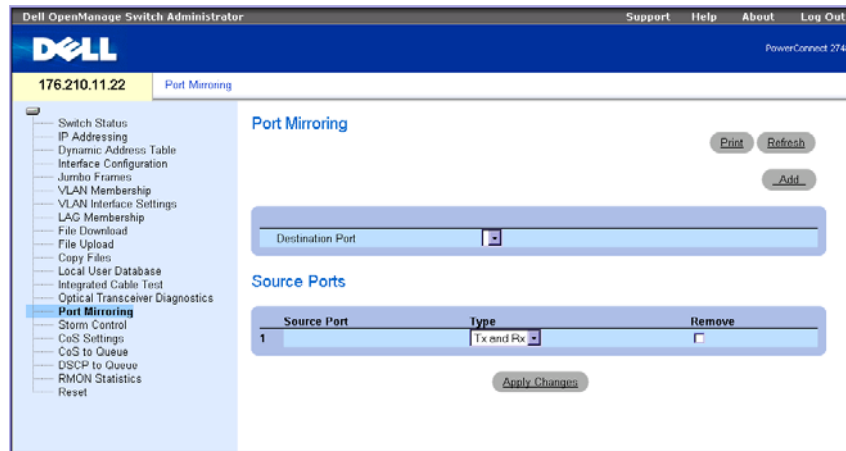 Dell OpenManage Switch Administrator
Support Help About Log Out
DELL
PowerConnect 274
176.210.11.22
Port Mirroring
Switch Status
IP Addressing
Dynamic Address Table
Interface Configuration
Jumbo Frames
VLAN Membership
VLAN Interface Settings
LAG Membership
File Download
File Upload
Copy Files
Local User Database
Integrated Cable Test
Optical Transceiver Diagnostics
Port Mirroring
Storm Control
CoS Settings
CoS to Queue
DSCP to Queue
RMON Statistics
Reset
Port Mirroring
Print Refresh
Add
Destination Port
Source Ports
Source Port Type Remove
1 Tx and Rx
Apply Changes